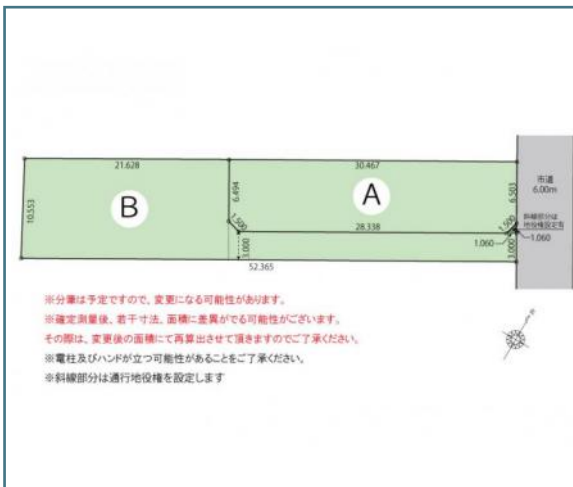 21.628
30.467
市道
6.00m
A
6.494
6.503
B
10.553
斜線部分は
地役権設定有
1.500
28.338
1.500
1.060
1.060
3.000
3.000
52.365
※分筆は予定ですので、変更になる可能性があります。
※確定測量後、若干寸法、面積に差異がでる可能性がございます。
その際は、変更後の面積にて再算出させて頂きますのでご了承ください。
※電柱及びハンドが立つ可能性があることをご了承ください。
※斜線部分は通行地役権を設定します